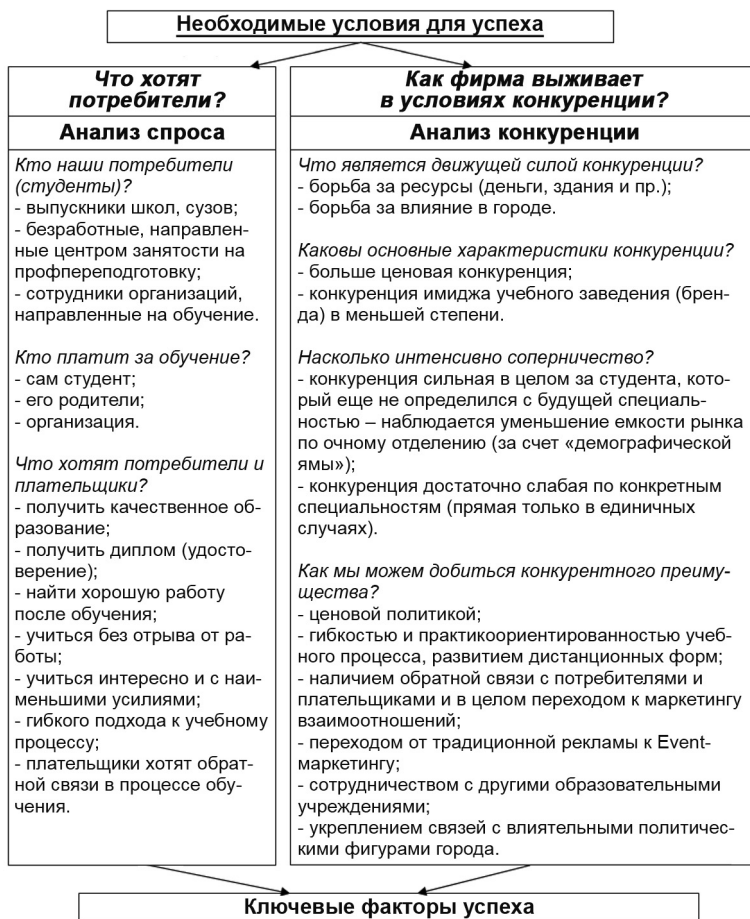 Необходимые условия для успеха
Что хотят
потребители?
Анализ спроса
Кто наши потребители
(студенты)?
- выпускники школ, сузов;
- безработные, направлен-
ные центром занятости на
профпереподготовку;
- сотрудники организаций,
направленные на обучение.
Кто платит за обучение?
- сам студент;
- его родители;
- организация.
Что хотят потребители и
плательщики?
- получить качественное об-
разование;
- получить диплом (удосто-
верение);
- найти хорошую работу
после обучения;
- учиться без отрыва от ра-
боты;
- учиться интересно и с наи-
меньшими усилиями;
- гибкого подхода к учебному
процессу;
- плательщики хотят обрат-
ной связи в процессе обу-
чения.
Как фирма выживает
в условиях конкуренции?
Анализ конкуренции
Что является движущей силой конкуренции?
- борьба за ресурсы (деньги, здания и пр.);
- борьба за влияние в городе.
Каковы основные характеристики конкуренции?
- больше ценовая конкуренция;
- конкуренция имиджа учебного заведения (брен-
да) в меньшей степени.
Насколько интенсивно соперничество?
- конкуренция сильная в целом за студента, кото-
рый еще не определился с будущей специаль-
ностью – наблюдается уменьшение емкости рынка
по очному отделению (за счет «демографической
ямы»);
- конкуренция достаточно слабая по конкретным
специальностям (прямая только в единичных
случаях).
Как мы можем добиться конкурентного преиму-
щества?
- ценовой политикой;
- гибкостью и практикоориентированностью учеб-
ного процесса, развитием дистанционных форм;
- наличием обратной связи с потребителями и
плательщиками и в целом переходом к маркетингу
взаимоотношений;
- переходом от традиционной рекламы к Event-
маркетингу;
- сотрудничеством с другими образовательными
учреждениями;
- укреплением связей с влиятельными политичес-
кими фигурами города.
Ключевые факторы успеха